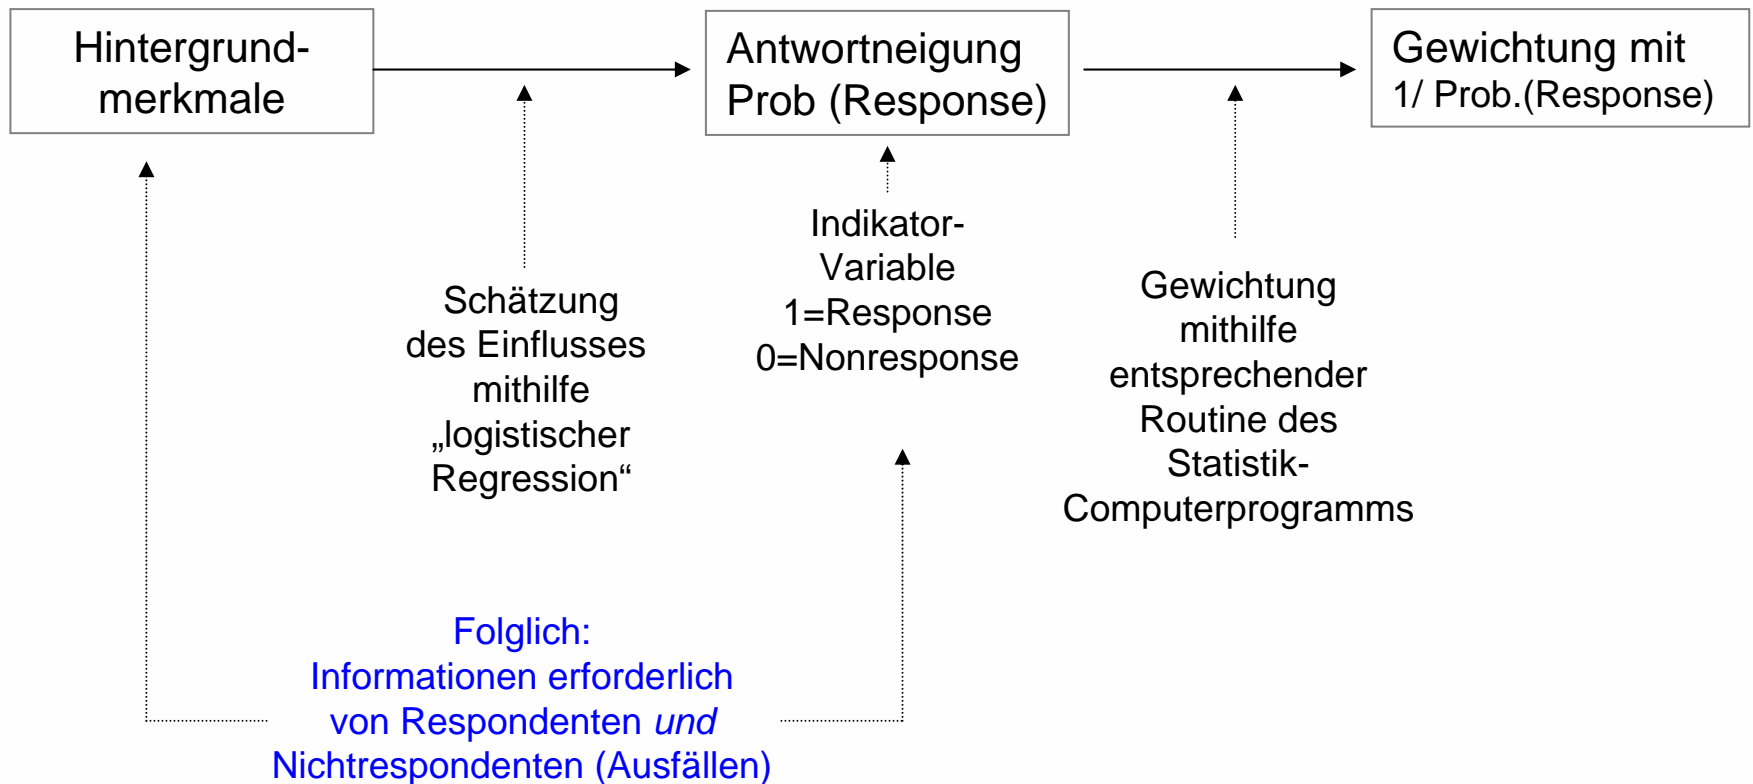 Hintergrund-
merkmale
Antwortneigung
Prob (Response)
Gewichtung mit
1/ Prob.(Response)
Schätzung
des Einflusses
mithilfe
„logistischer
Regression“
Indikator-
Variable
1=Response
0=Nonresponse
Gewichtung
mithilfe
entsprechender
Routine des
Statistik-
Computerprogramms
Folglich:
Informationen erforderlich
von Respondenten und
Nichtrespondenten (Ausfällen)